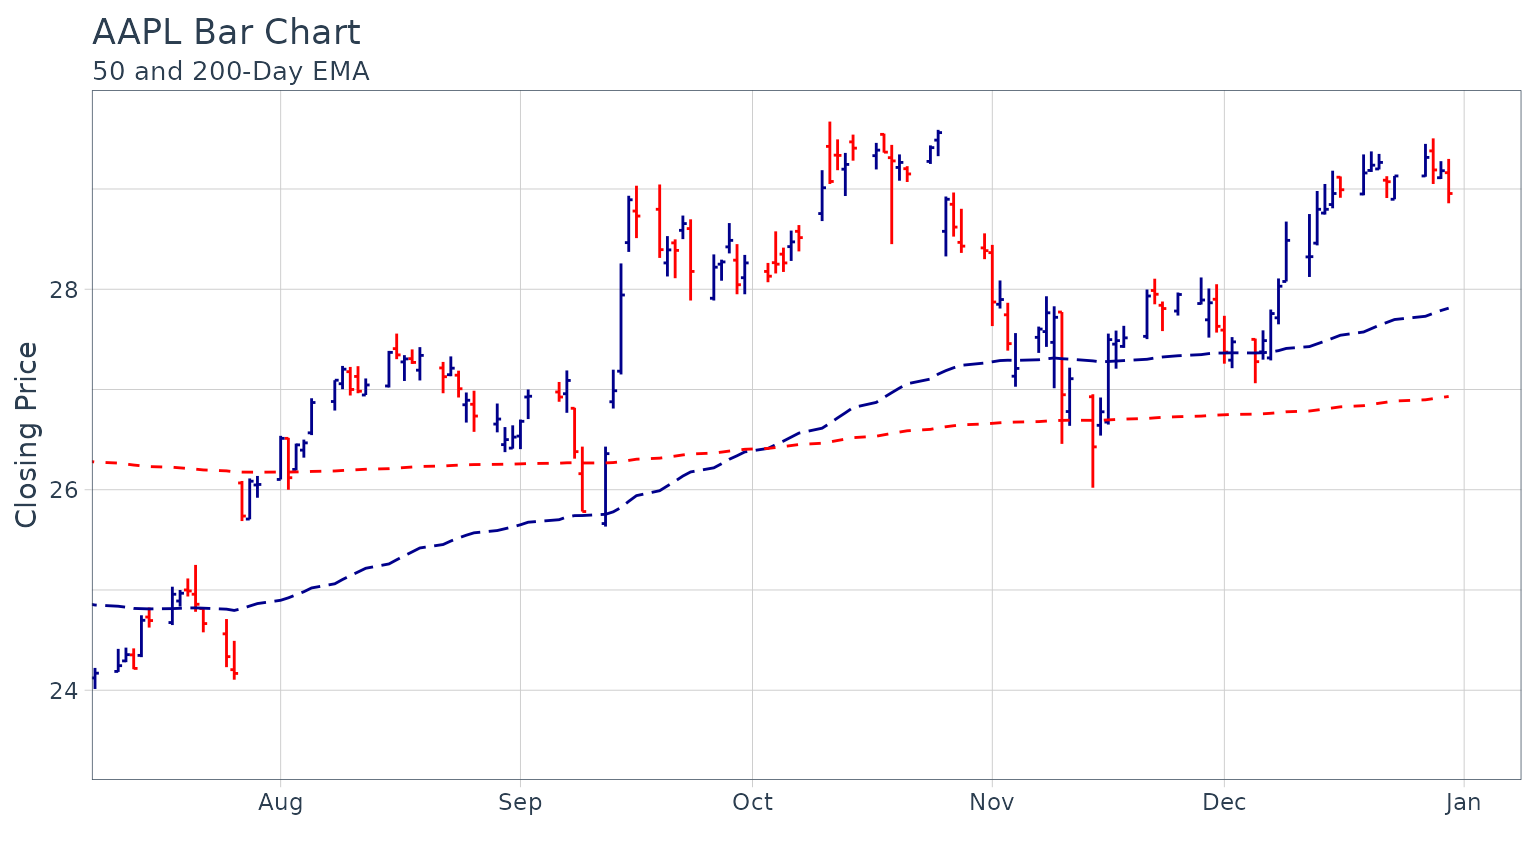 AAPL Bar Chart
50 and 200-Day EMA
Closing Price
28
26
24
Aug Sep Oct Nov Dec Jan